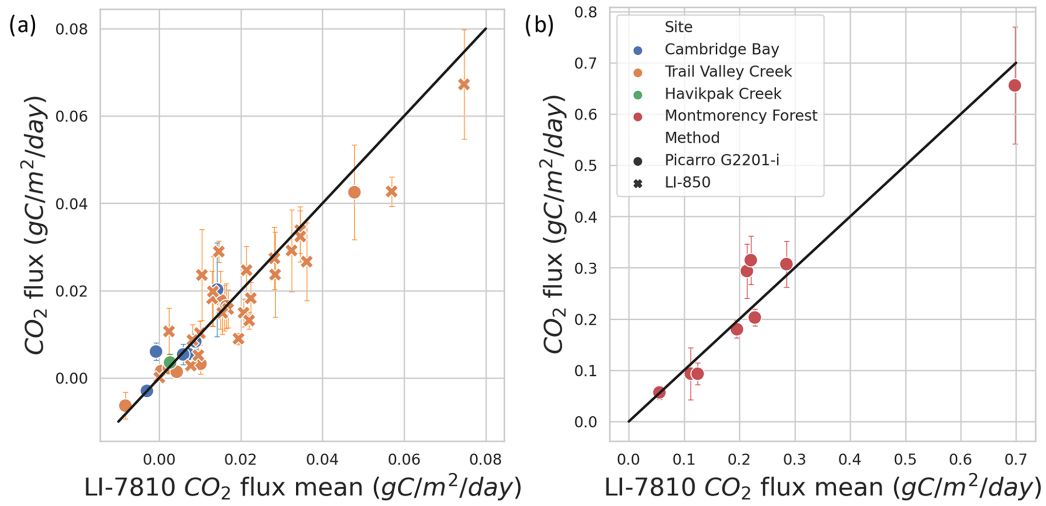 (a)
0.08
0.06
0.04
0.02
0.00
CO₂ flux (gC/m²/day)
0.00 0.02 0.04 0.06 0.08
LI-7810 CO₂ flux mean (gC/m²/day)
(b)
0.8
0.7
0.6
0.5
0.4
0.3
0.2
0.1
0.0
CO₂ flux (gC/m²/day)
Site
Cambridge Bay
Trail Valley Creek
Havikpak Creek
Montmorency Forest
Method
Picarro G2201-i
LI-850
0.0 0.1 0.2 0.3 0.4 0.5 0.6 0.7
LI-7810 CO₂ flux mean (gC/m²/day)